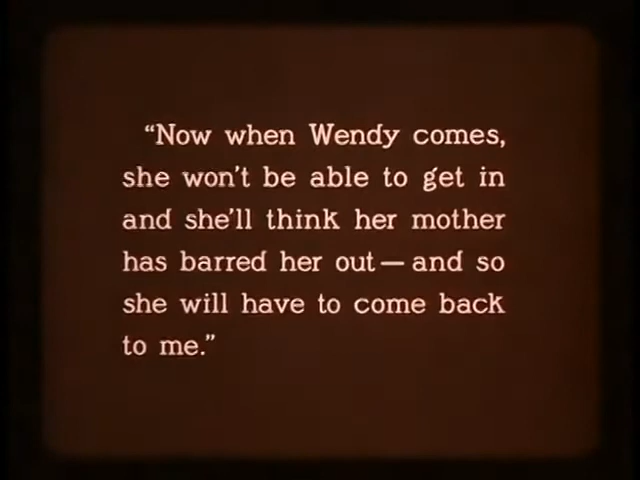 “Now when Wendy comes,
she won’t be able to get in
and she’ll think her mother
has barred her out — and so
she will have to come back
to me.”